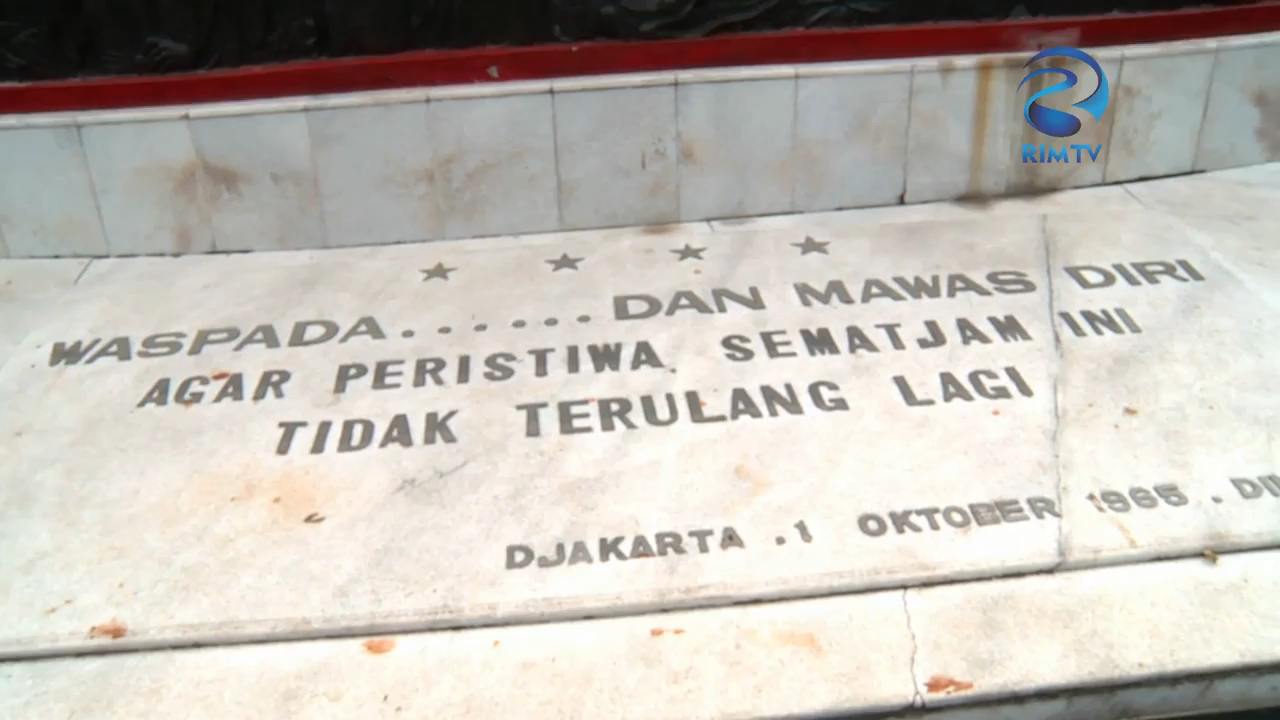 RIMTV
WASPADA......DAN MAWAS DIRI
AGAR PERISTIWA SEMATJAM INI
TIDAK TERULANG LAGI
DJAKARTA .1 OKTOBER 1965 .